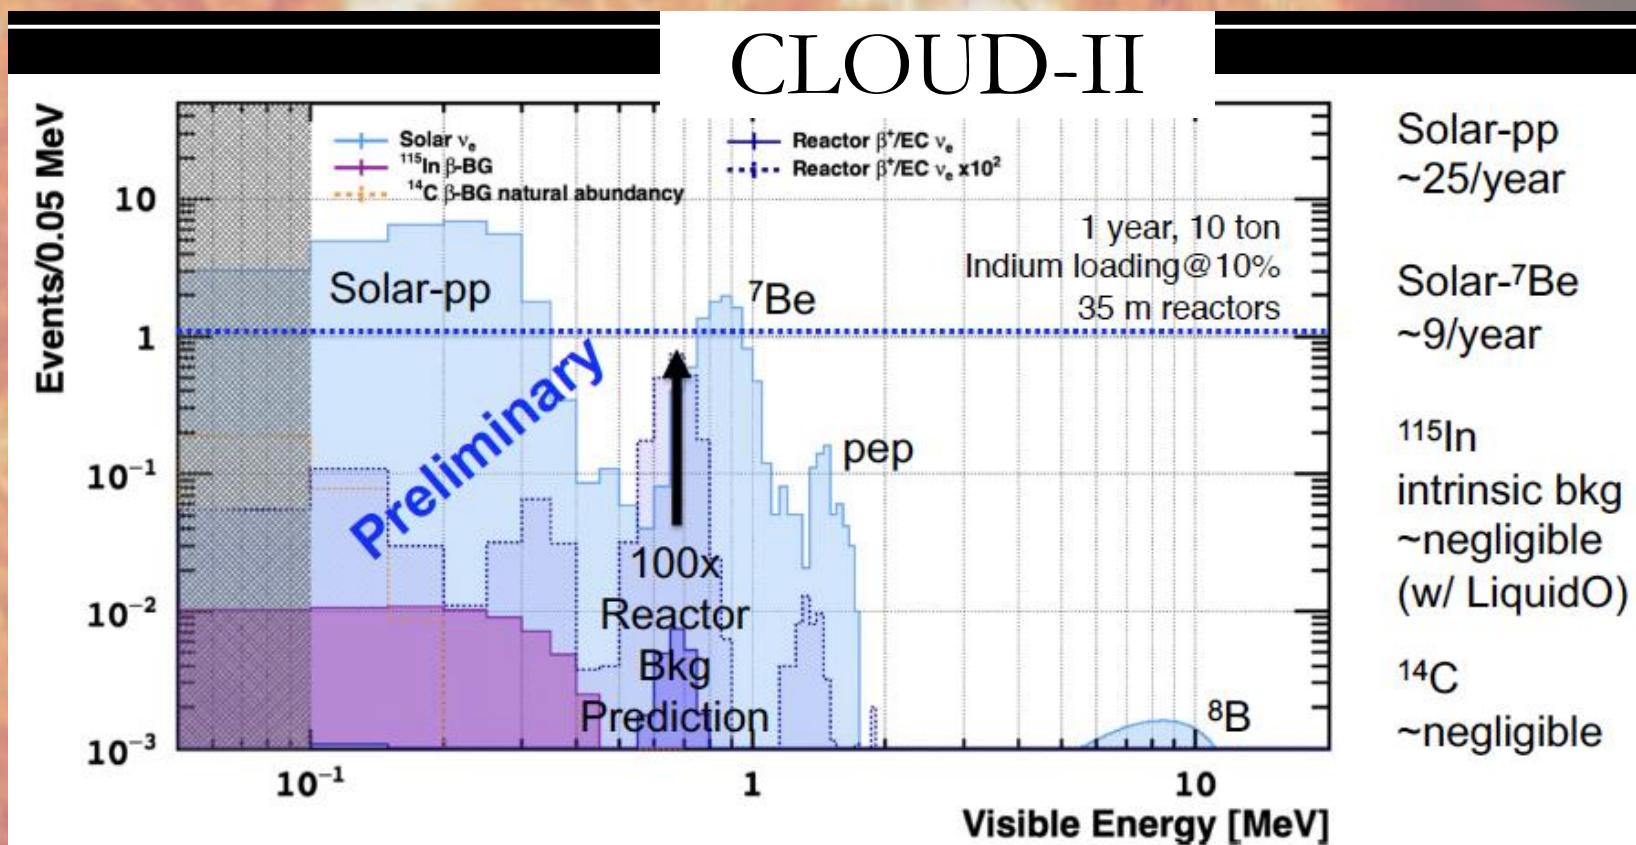 CLOUD-II
Events/0.05 MeV
Solar νₑ
¹¹⁵In β-BG
¹⁴C β-BG natural abundancy
Reactor β⁺/EC νₑ
Reactor β⁺/EC νₑ x10²
1 year, 10 ton
Indium loading@10%
35 m reactors
Solar-pp
⁷Be
pep
⁸B
Preliminary
100x
Reactor
Bkg
Prediction
10
1
10⁻¹
10⁻²
10⁻³
10⁻¹
1
10
Visible Energy [MeV]
Solar-pp
~25/year
Solar-⁷Be
~9/year
¹¹⁵In
intrinsic bkg
~negligible
(w/ LiquidO)
¹⁴C
~negligible